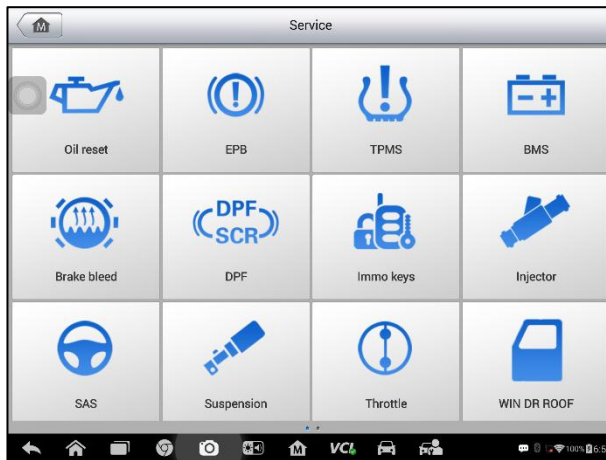 M
Service
Oil reset
EPB
TPMS
BMS
DPF
SCR
Brake bleed
DPF
Immo keys
Injector
SAS
Suspension
Throttle
WIN DR ROOF
M
VCI
100%